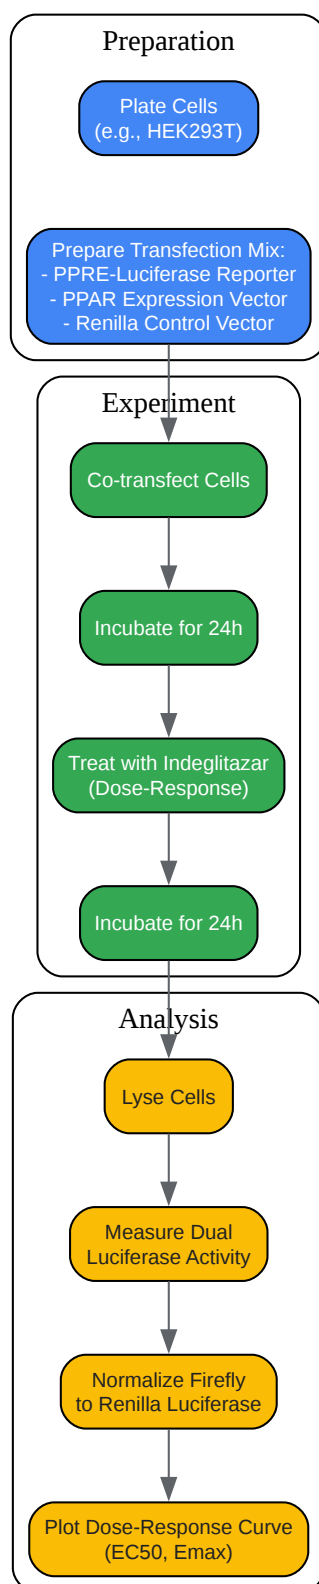 Preparation
Plate Cells
(e.g., HEK293T)
Prepare Transfection Mix:
- PPRE-Luciferase Reporter
- PPAR Expression Vector
- Renilla Control Vector
Experiment
Co-transfect Cells
Incubate for 24h
Treat with Indeglitazar
(Dose-Response)
Incubate for 24h
Analysis
Lyse Cells
Measure Dual
Luciferase Activity
Normalize Firefly
to Renilla Luciferase
Plot Dose-Response Curve
(EC50, Emax)